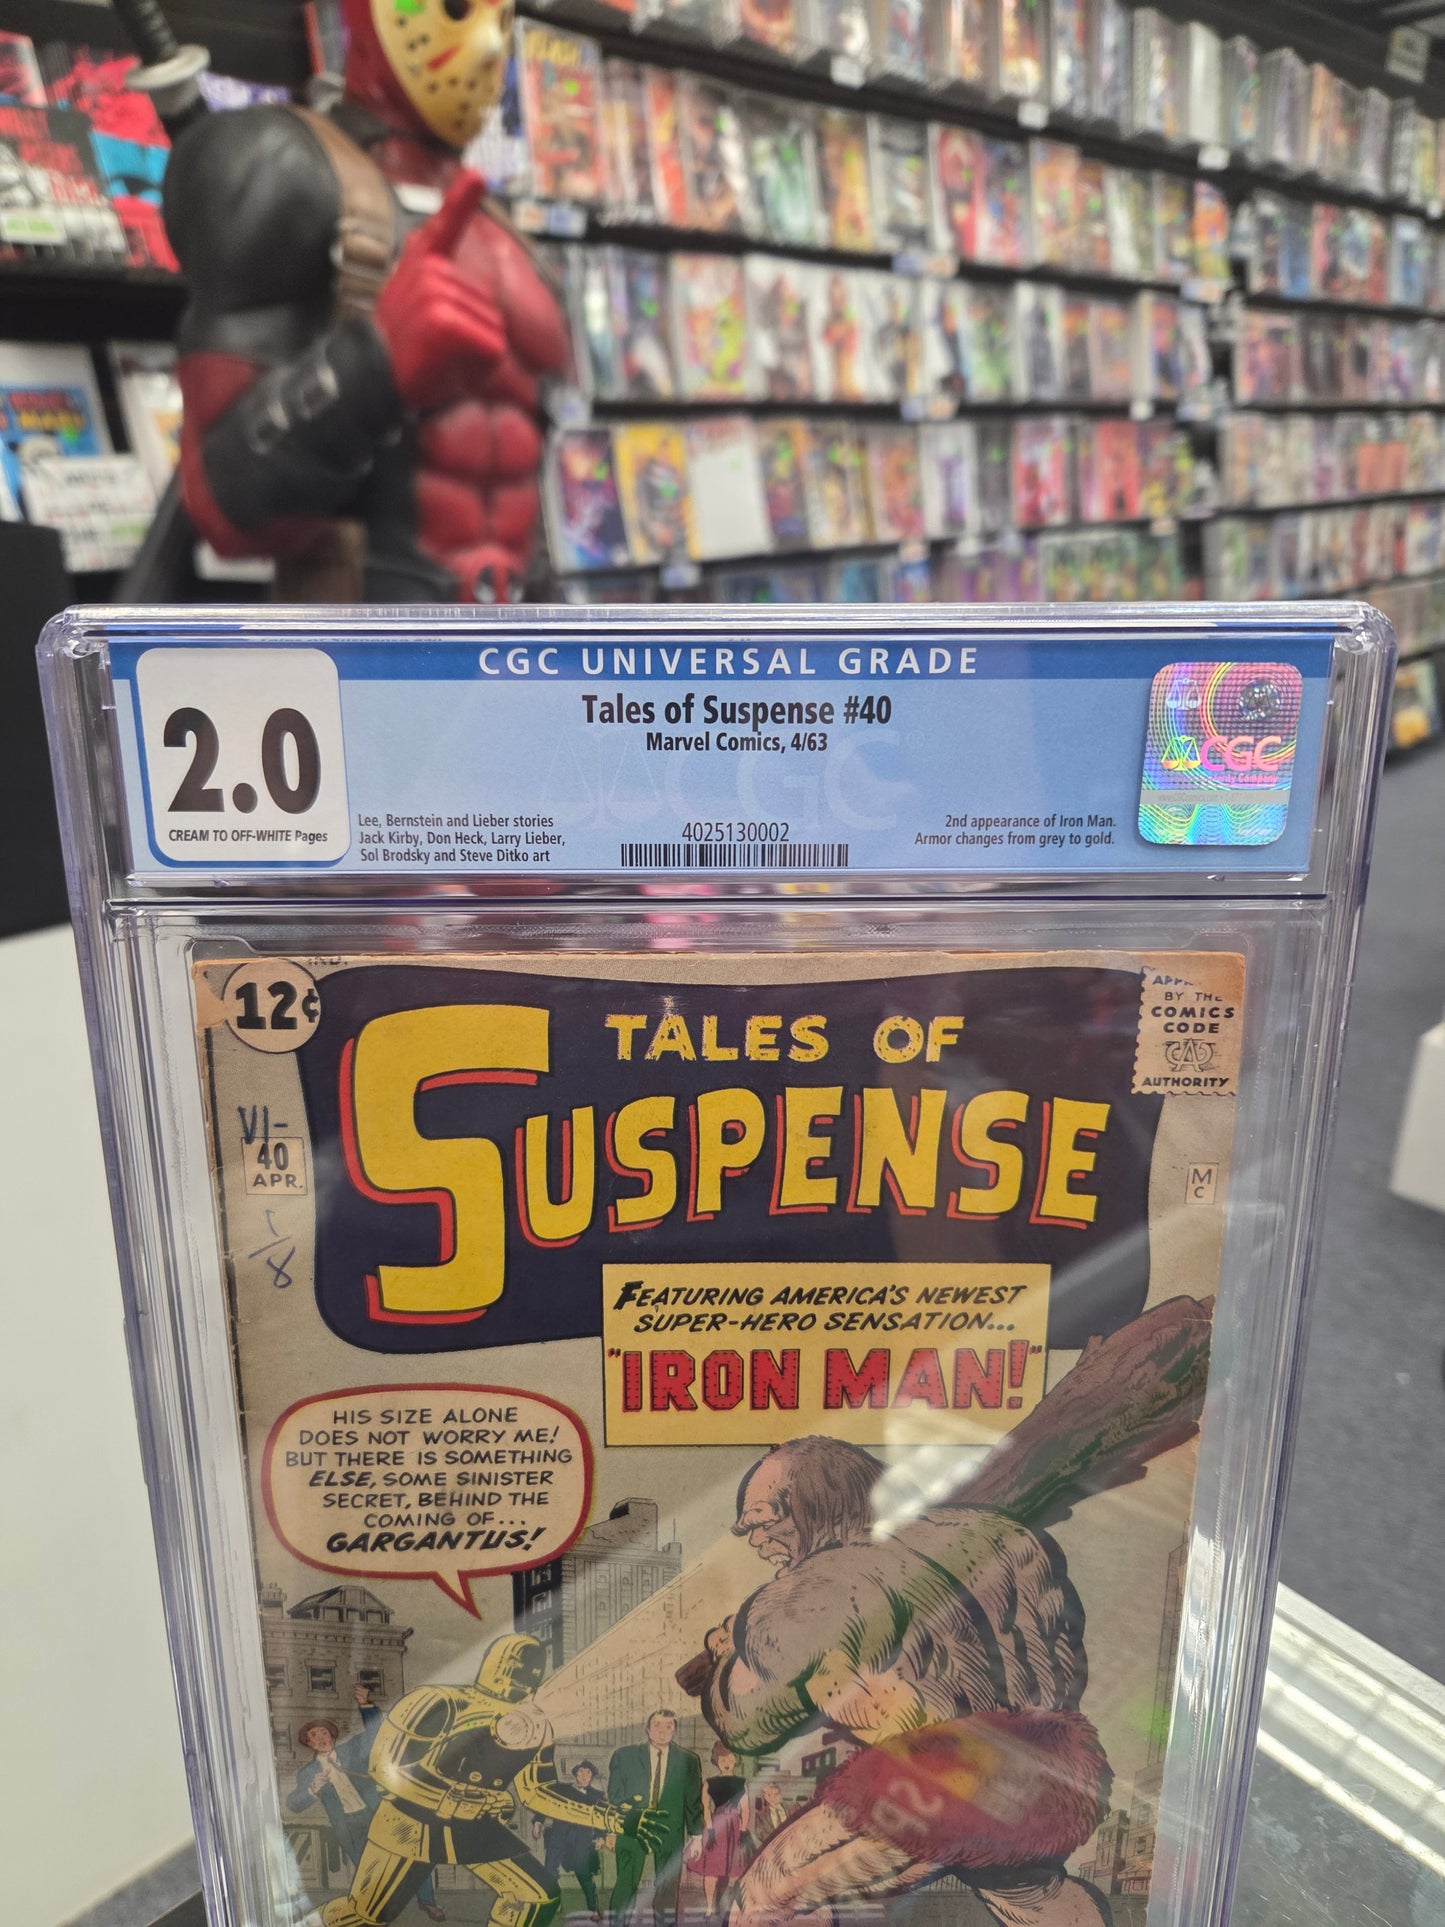 CGC UNIVERSAL GRADE
2.0
CREAM TO OFF-WHITE Pages
Tales of Suspense #40
Marvel Comics, 4/63
Lee, Bernstein and Lieber stories
Jack Kirby, Don Heck, Larry Lieber,
Sol Brodsky and Steve Ditko art
4025130002
2nd appearance of Iron Man.
Armor changes from grey to gold.
CGC
IND.
12¢
BY THE
COMICS
CODE
AUTHORITY
TALES OF
SUSPENSE
40
APR.
M
C
8
FEATURING AMERICA'S NEWEST
SUPER-HERO SENSATION...
"IRON MAN!"
HIS SIZE ALONE
DOES NOT WORRY ME!
BUT THERE IS SOMETHING
ELSE, SOME SINISTER
SECRET, BEHIND THE
COMING OF...
GARGANTUS!